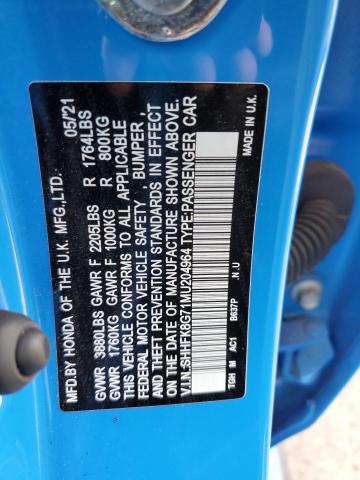 MFD.BY HONDA OF THE U.K. MFG.,LTD. 05/'21
GVWR 3880LBS GAWR F 2205LBS R 1764LBS
GVWR 1760KG GAWR F 1000KG R 800KG
THIS VEHICLE CONFORMS TO ALL APPLICABLE
FEDERAL MOTOR VEHICLE SAFETY , BUMPER,
AND THEFT PREVENTION STANDARDS IN EFFECT
ON THE DATE OF MANUFACTURE SHOWN ABOVE.
V.I.N.:SHHFK8G71MU204964 TYPE:PASSENGER CAR
.N U MADE IN U.K.
TGH M AC1 B637P